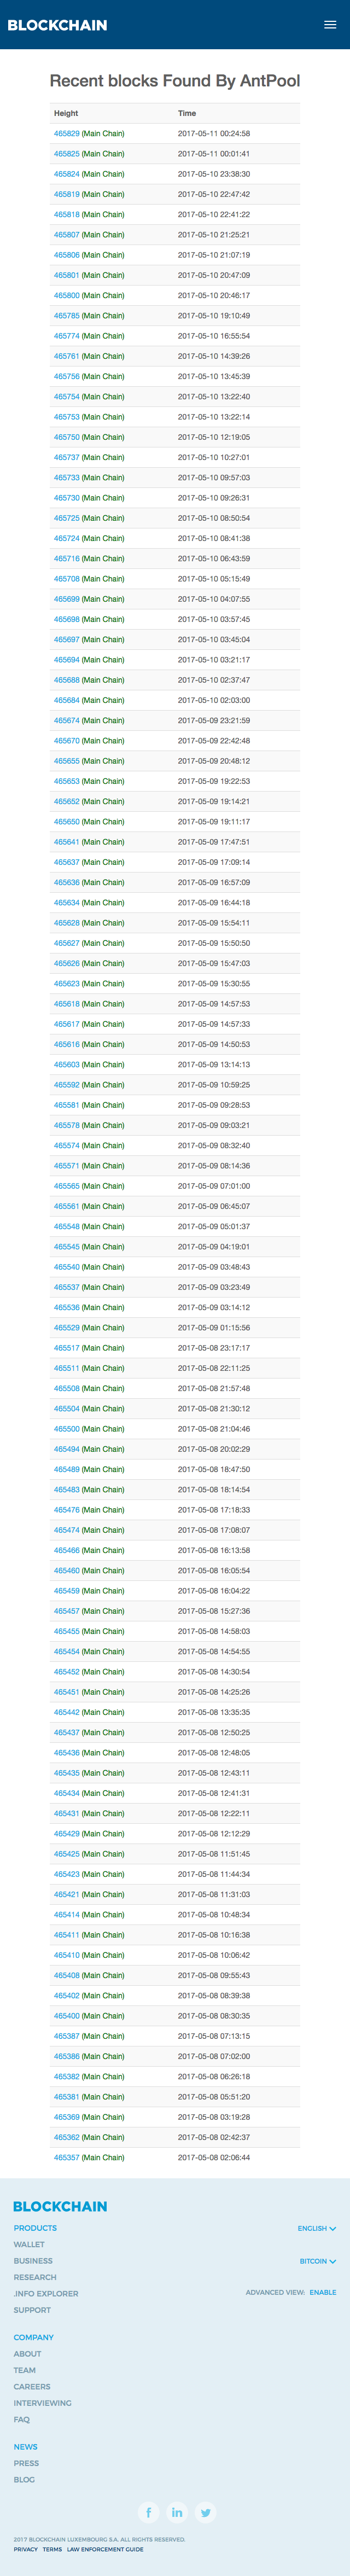 BLOCKCHAIN
Recent blocks Found By AntPool
Height Time
465829 (Main Chain) 2017-05-11 00:24:58
465825 (Main Chain) 2017-05-11 00:01:41
465824 (Main Chain) 2017-05-10 23:38:30
465819 (Main Chain) 2017-05-10 22:47:42
465818 (Main Chain) 2017-05-10 22:41:22
465807 (Main Chain) 2017-05-10 21:25:21
465806 (Main Chain) 2017-05-10 21:07:19
465801 (Main Chain) 2017-05-10 20:47:09
465800 (Main Chain) 2017-05-10 20:46:17
465785 (Main Chain) 2017-05-10 19:10:49
465774 (Main Chain) 2017-05-10 16:55:54
465761 (Main Chain) 2017-05-10 14:39:26
465756 (Main Chain) 2017-05-10 13:45:39
465754 (Main Chain) 2017-05-10 13:22:40
465753 (Main Chain) 2017-05-10 13:22:14
465750 (Main Chain) 2017-05-10 12:19:05
465737 (Main Chain) 2017-05-10 10:27:01
465733 (Main Chain) 2017-05-10 09:57:03
465730 (Main Chain) 2017-05-10 09:26:31
465725 (Main Chain) 2017-05-10 08:50:54
465724 (Main Chain) 2017-05-10 08:41:38
465716 (Main Chain) 2017-05-10 06:43:59
465708 (Main Chain) 2017-05-10 05:15:49
465699 (Main Chain) 2017-05-10 04:07:55
465698 (Main Chain) 2017-05-10 03:57:45
465697 (Main Chain) 2017-05-10 03:45:04
465694 (Main Chain) 2017-05-10 03:21:17
465688 (Main Chain) 2017-05-10 02:37:47
465684 (Main Chain) 2017-05-10 02:03:00
465674 (Main Chain) 2017-05-09 23:21:59
465670 (Main Chain) 2017-05-09 22:42:48
465655 (Main Chain) 2017-05-09 20:48:12
465653 (Main Chain) 2017-05-09 19:22:53
465652 (Main Chain) 2017-05-09 19:14:21
465650 (Main Chain) 2017-05-09 19:11:17
465641 (Main Chain) 2017-05-09 17:47:51
465637 (Main Chain) 2017-05-09 17:09:14
465636 (Main Chain) 2017-05-09 16:57:09
465634 (Main Chain) 2017-05-09 16:44:18
465628 (Main Chain) 2017-05-09 15:54:11
465627 (Main Chain) 2017-05-09 15:50:50
465626 (Main Chain) 2017-05-09 15:47:03
465623 (Main Chain) 2017-05-09 15:30:55
465618 (Main Chain) 2017-05-09 14:57:53
465617 (Main Chain) 2017-05-09 14:57:33
465616 (Main Chain) 2017-05-09 14:50:53
465603 (Main Chain) 2017-05-09 13:14:13
465592 (Main Chain) 2017-05-09 10:59:25
465581 (Main Chain) 2017-05-09 09:28:53
465578 (Main Chain) 2017-05-09 09:03:21
465574 (Main Chain) 2017-05-09 08:32:40
465571 (Main Chain) 2017-05-09 08:14:36
465565 (Main Chain) 2017-05-09 07:01:00
465561 (Main Chain) 2017-05-09 06:45:07
465548 (Main Chain) 2017-05-09 05:01:37
465545 (Main Chain) 2017-05-09 04:19:01
465540 (Main Chain) 2017-05-09 03:48:43
465537 (Main Chain) 2017-05-09 03:23:49
465536 (Main Chain) 2017-05-09 03:14:12
465529 (Main Chain) 2017-05-09 01:15:56
465517 (Main Chain) 2017-05-08 23:17:17
465511 (Main Chain) 2017-05-08 22:11:25
465508 (Main Chain) 2017-05-08 21:57:48
465504 (Main Chain) 2017-05-08 21:30:12
465500 (Main Chain) 2017-05-08 21:04:46
465494 (Main Chain) 2017-05-08 20:02:29
465489 (Main Chain) 2017-05-08 18:47:50
465483 (Main Chain) 2017-05-08 18:14:54
465476 (Main Chain) 2017-05-08 17:18:33
465474 (Main Chain) 2017-05-08 17:08:07
465466 (Main Chain) 2017-05-08 16:13:58
465460 (Main Chain) 2017-05-08 16:05:54
465459 (Main Chain) 2017-05-08 16:04:22
465457 (Main Chain) 2017-05-08 15:27:36
465455 (Main Chain) 2017-05-08 14:58:03
465454 (Main Chain) 2017-05-08 14:54:55
465452 (Main Chain) 2017-05-08 14:30:54
465451 (Main Chain) 2017-05-08 14:25:26
465442 (Main Chain) 2017-05-08 13:35:35
465437 (Main Chain) 2017-05-08 12:50:25
465436 (Main Chain) 2017-05-08 12:48:05
465435 (Main Chain) 2017-05-08 12:43:11
465434 (Main Chain) 2017-05-08 12:41:31
465431 (Main Chain) 2017-05-08 12:22:11
465429 (Main Chain) 2017-05-08 12:12:29
465425 (Main Chain) 2017-05-08 11:51:45
465423 (Main Chain) 2017-05-08 11:44:34
465421 (Main Chain) 2017-05-08 11:31:03
465414 (Main Chain) 2017-05-08 10:48:34
465411 (Main Chain) 2017-05-08 10:16:38
465410 (Main Chain) 2017-05-08 10:06:42
465408 (Main Chain) 2017-05-08 09:55:43
465402 (Main Chain) 2017-05-08 08:39:38
465400 (Main Chain) 2017-05-08 08:30:35
465387 (Main Chain) 2017-05-08 07:13:15
465386 (Main Chain) 2017-05-08 07:02:00
465382 (Main Chain) 2017-05-08 06:26:18
465381 (Main Chain) 2017-05-08 05:51:20
465369 (Main Chain) 2017-05-08 03:19:28
465362 (Main Chain) 2017-05-08 02:42:37
465357 (Main Chain) 2017-05-08 02:06:44
BLOCKCHAIN
PRODUCTS ENGLISH
WALLET
BUSINESS BITCOIN
RESEARCH
.INFO EXPLORER ADVANCED VIEW: ENABLE
SUPPORT
COMPANY
ABOUT
TEAM
CAREERS
INTERVIEWING
FAQ
NEWS
PRESS
BLOG
2017 BLOCKCHAIN LUXEMBOURG S.A. ALL RIGHTS RESERVED.
PRIVACY TERMS LAW ENFORCEMENT GUIDE